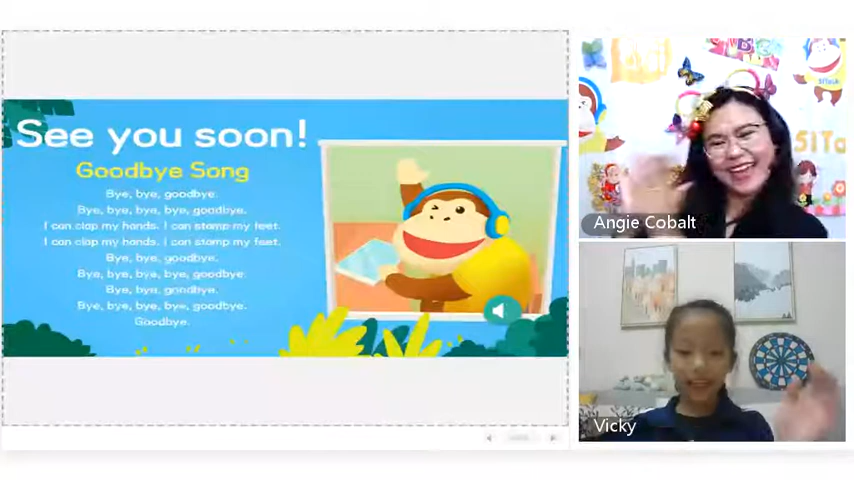 See you soon!
Goodbye Song
Bye, bye, goodbye.
Bye, bye, bye, bye, goodbye.
I can clap my hands. I can stamp my feet.
I can clap my hands. I can stamp my feet.
Bye, bye, goodbye.
Bye, bye, bye, bye, goodbye.
Bye, bye, goodbye.
Bye, bye, bye, bye, goodbye.
Goodbye.
Angie Cobalt
51Ta
Vicky